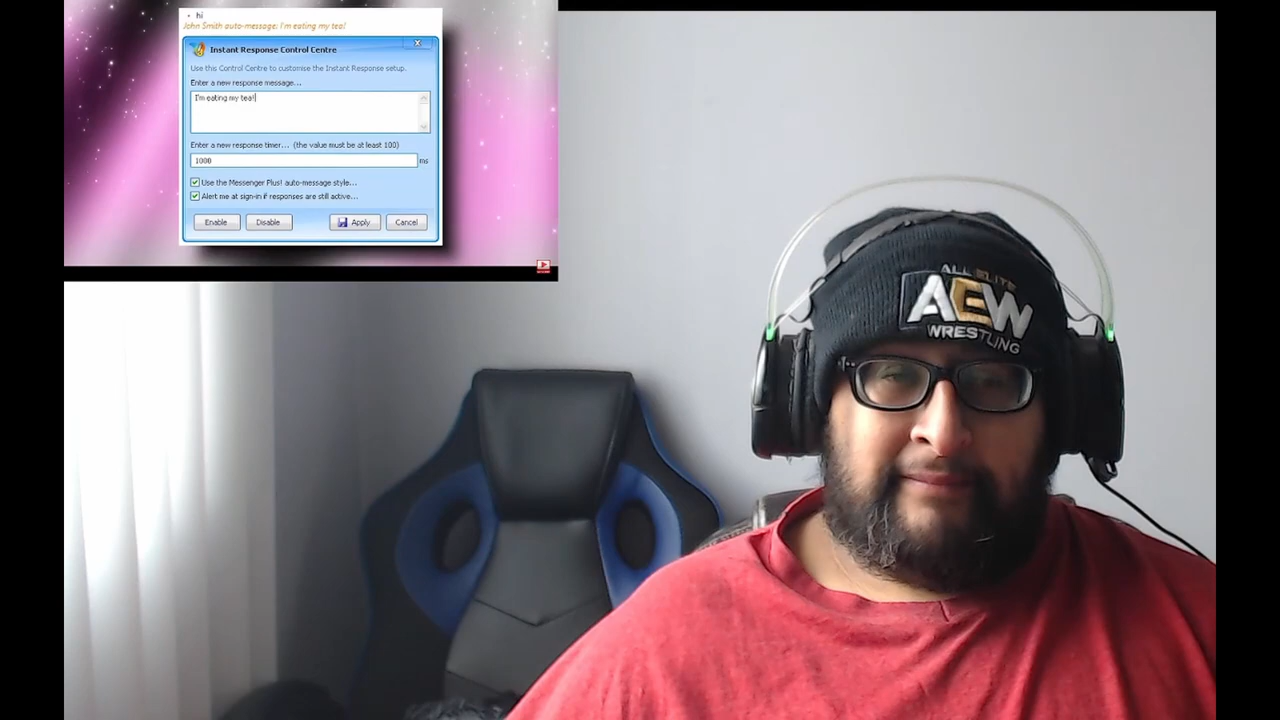 hi
John Smith auto-message: I'm eating my tea!
Instant Response Control Centre
Use this Control Centre to customise the Instant Response setup.
Enter a new response message...
I'm eating my tea!
Enter a new response timer... (the value must be at least 100)
1000 ms
Use the Messenger Plus! auto-message style...
Alert me at sign-in if responses are still active...
Enable Disable Apply Cancel
ALL ELITE
AEW
WRESTLING